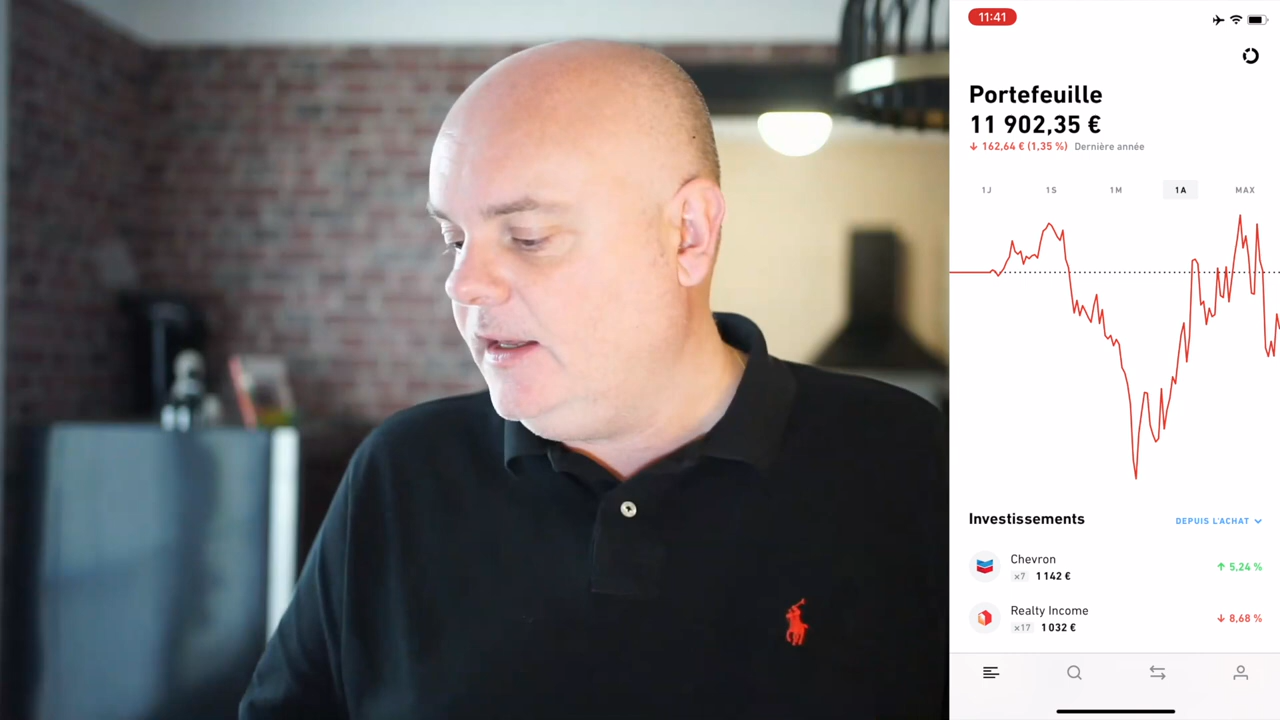 11:41
Portefeuille
11 902,35 €
↓ 162,64 € (1,35 %) Dernière année
1J 1S 1M 1A MAX
Investissements DEPUIS L'ACHAT
Chevron
x7 1 142 € ↑ 5,24 %
Realty Income
x17 1 032 € ↓ 8,68 %